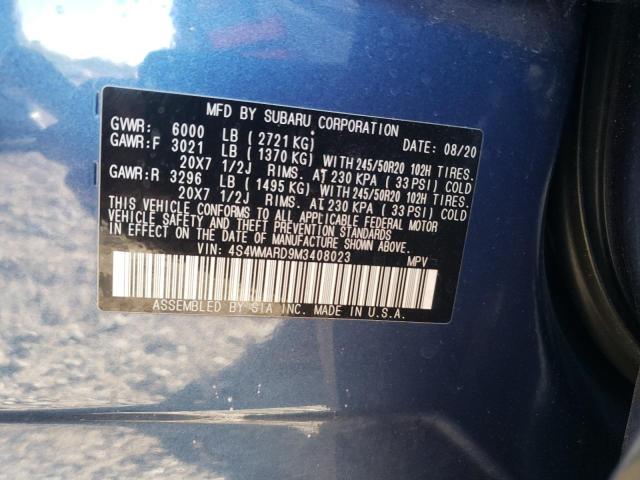 MFD BY SUBARU CORPORATION
GVWR: 6000 LB ( 2721 KG) DATE: 08/20
GAWR:F 3021 LB ( 1370 KG) WITH 245/50R20 102H TIRES.
20X7 1/2J RIMS. AT 230 KPA ( 33 PSI) COLD
GAWR:R 3296 LB ( 1495 KG) WITH 245/50R20 102H TIRES.
20X7 1/2J RIMS. AT 230 KPA ( 33 PSI) COLD
THIS VEHICLE CONFORMS TO ALL APPLICABLE FEDERAL MOTOR
VEHICLE SAFETY AND THEFT PREVENTION STANDARDS
IN EFFECT ON THE DATE OF MANUFACTURE SHOWN ABOVE.
VIN: 4S4WMARD9M3408023 MPV
ASSEMBLED BY SIA INC. MADE IN U.S.A.